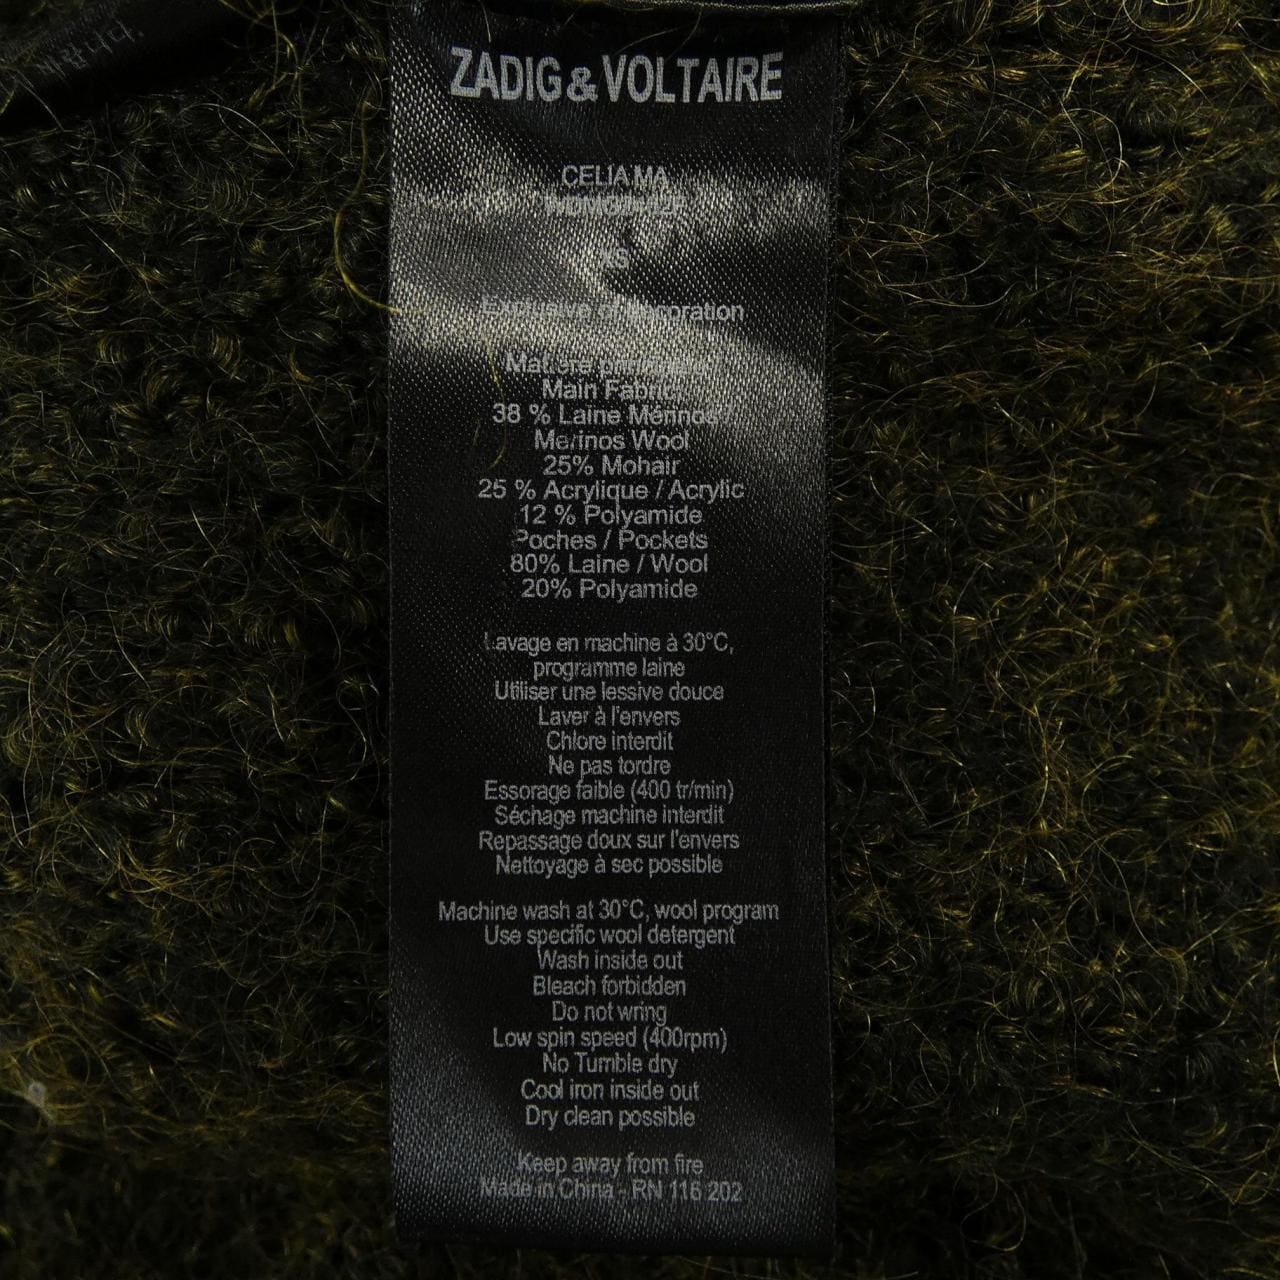 ZADIG & VOLTAIRE
CELIA MA
XS
Exclusive of
Matière
Main Fabric
38 % Laine Mérinos /
Merinos Wool
25% Mohair
25 % Acrylique / Acrylic
12 % Polyamide
Poches / Pockets
80% Laine / Wool
20% Polyamide
Lavage en machine à 30°C,
programme laine
Utiliser une lessive douce
Laver à l'envers
Chlore interdit
Ne pas tordre
Essorage faible (400 tr/min)
Séchage machine interdit
Repassage doux sur l'envers
Nettoyage à sec possible
Machine wash at 30°C, wool program
Use specific wool detergent
Wash inside out
Bleach forbidden
Do not wring
Low spin speed (400rpm)
No Tumble dry
Cool iron inside out
Dry clean possible
Keep away from fire
Made in China - RN 116 202